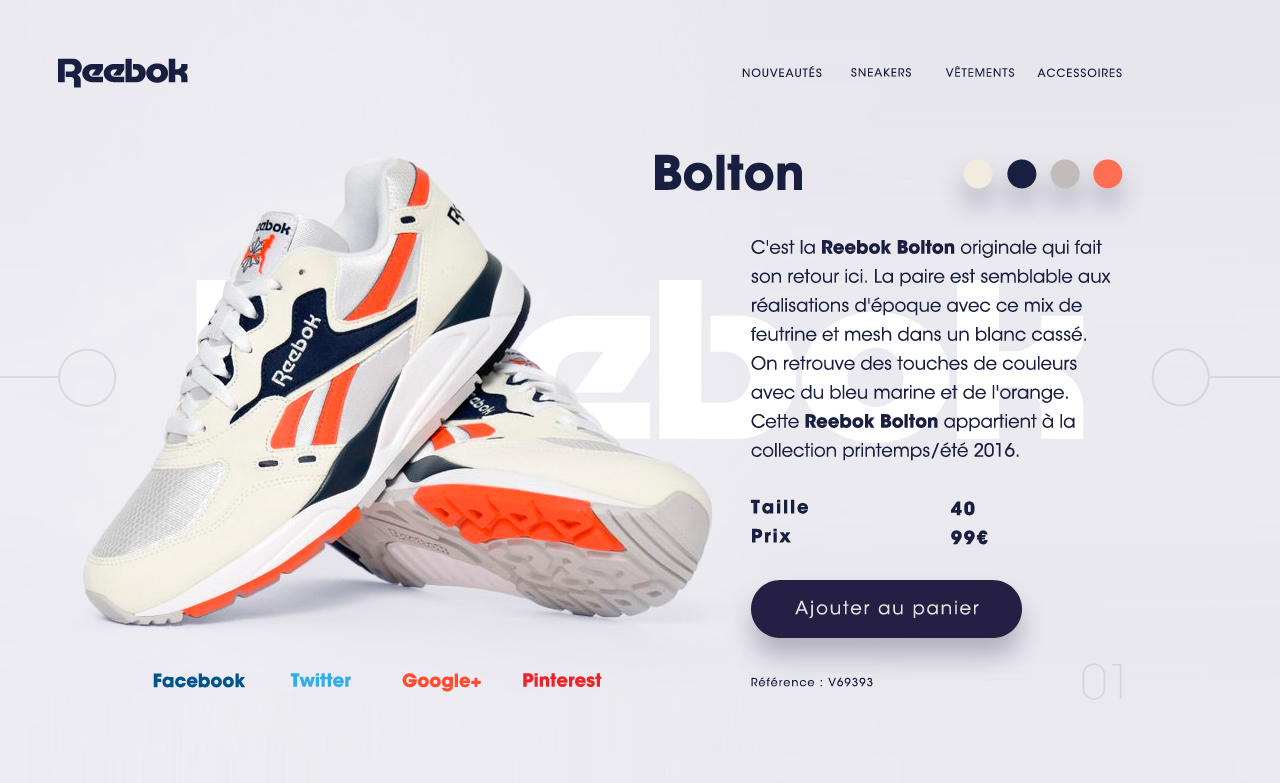 Reebok
NOUVEAUTÉS SNEAKERS VÊTEMENTS ACCESSOIRES
Bolton
Reebok
Reebok
Reebok
C'est la Reebok Bolton originale qui fait
son retour ici. La paire est semblable aux
réalisations d'époque avec ce mix de
feutrine et mesh dans un blanc cassé.
On retrouve des touches de couleurs
avec du bleu marine et de l'orange.
Cette Reebok Bolton appartient à la
collection printemps/été 2016.
Taille 40
Prix 99€
Ajouter au panier
Facebook Twitter Google+ Pinterest
Référence : V69393
01